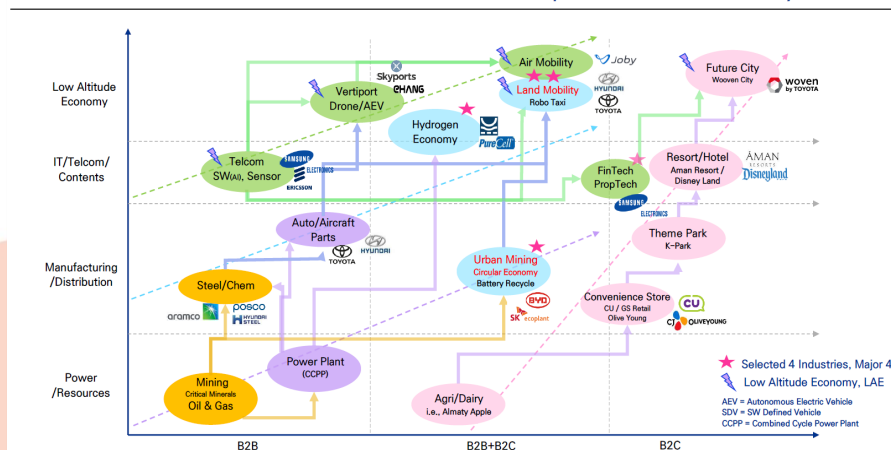 Low Altitude
Economy
IT/Telcom/
Contents
Manufacturing
/Distribution
Power
/Resources
Air Mobility
Joby
Land Mobility
Robo Taxi
HYUNDAI
TOYOTA
Future City
Wooven City
woven
by TOYOTA
Skyports
EHANG
Vertiport
Drone/AEV
Hydrogen
Economy
PureCell
Telcom
SW(AI), Sensor
SAMSUNG
ELECTRONICS
ERICSSON
FinTech
PropTech
SAMSUNG
ELECTRONICS
Resort/Hotel
Aman Resort /
Disney Land
AMAN
RESORTS
Disneyland
Auto/Aircraft
Parts
TOYOTA
HYUNDAI
Theme Park
K-Park
Urban Mining
Circular Economy
Battery Recycle
BYD
SK ecoplant
Steel/Chem
aramco
posco
HYUNDAI
STEEL
Convenience Store
CU / GS Retail
Olive Young
CU
CJ OLIVEYOUNG
Power Plant
(CCPP)
Mining
Critical Minerals
Oil & Gas
Agri/Dairy
i.e., Almaty Apple
Selected 4 Industries, Major 4
Low Altitude Economy, LAE
AEV = Autonomous Electric Vehicle
SDV = SW Defined Vehicle
CCPP = Combined Cycle Power Plant
B2B
B2B+B2C
B2C